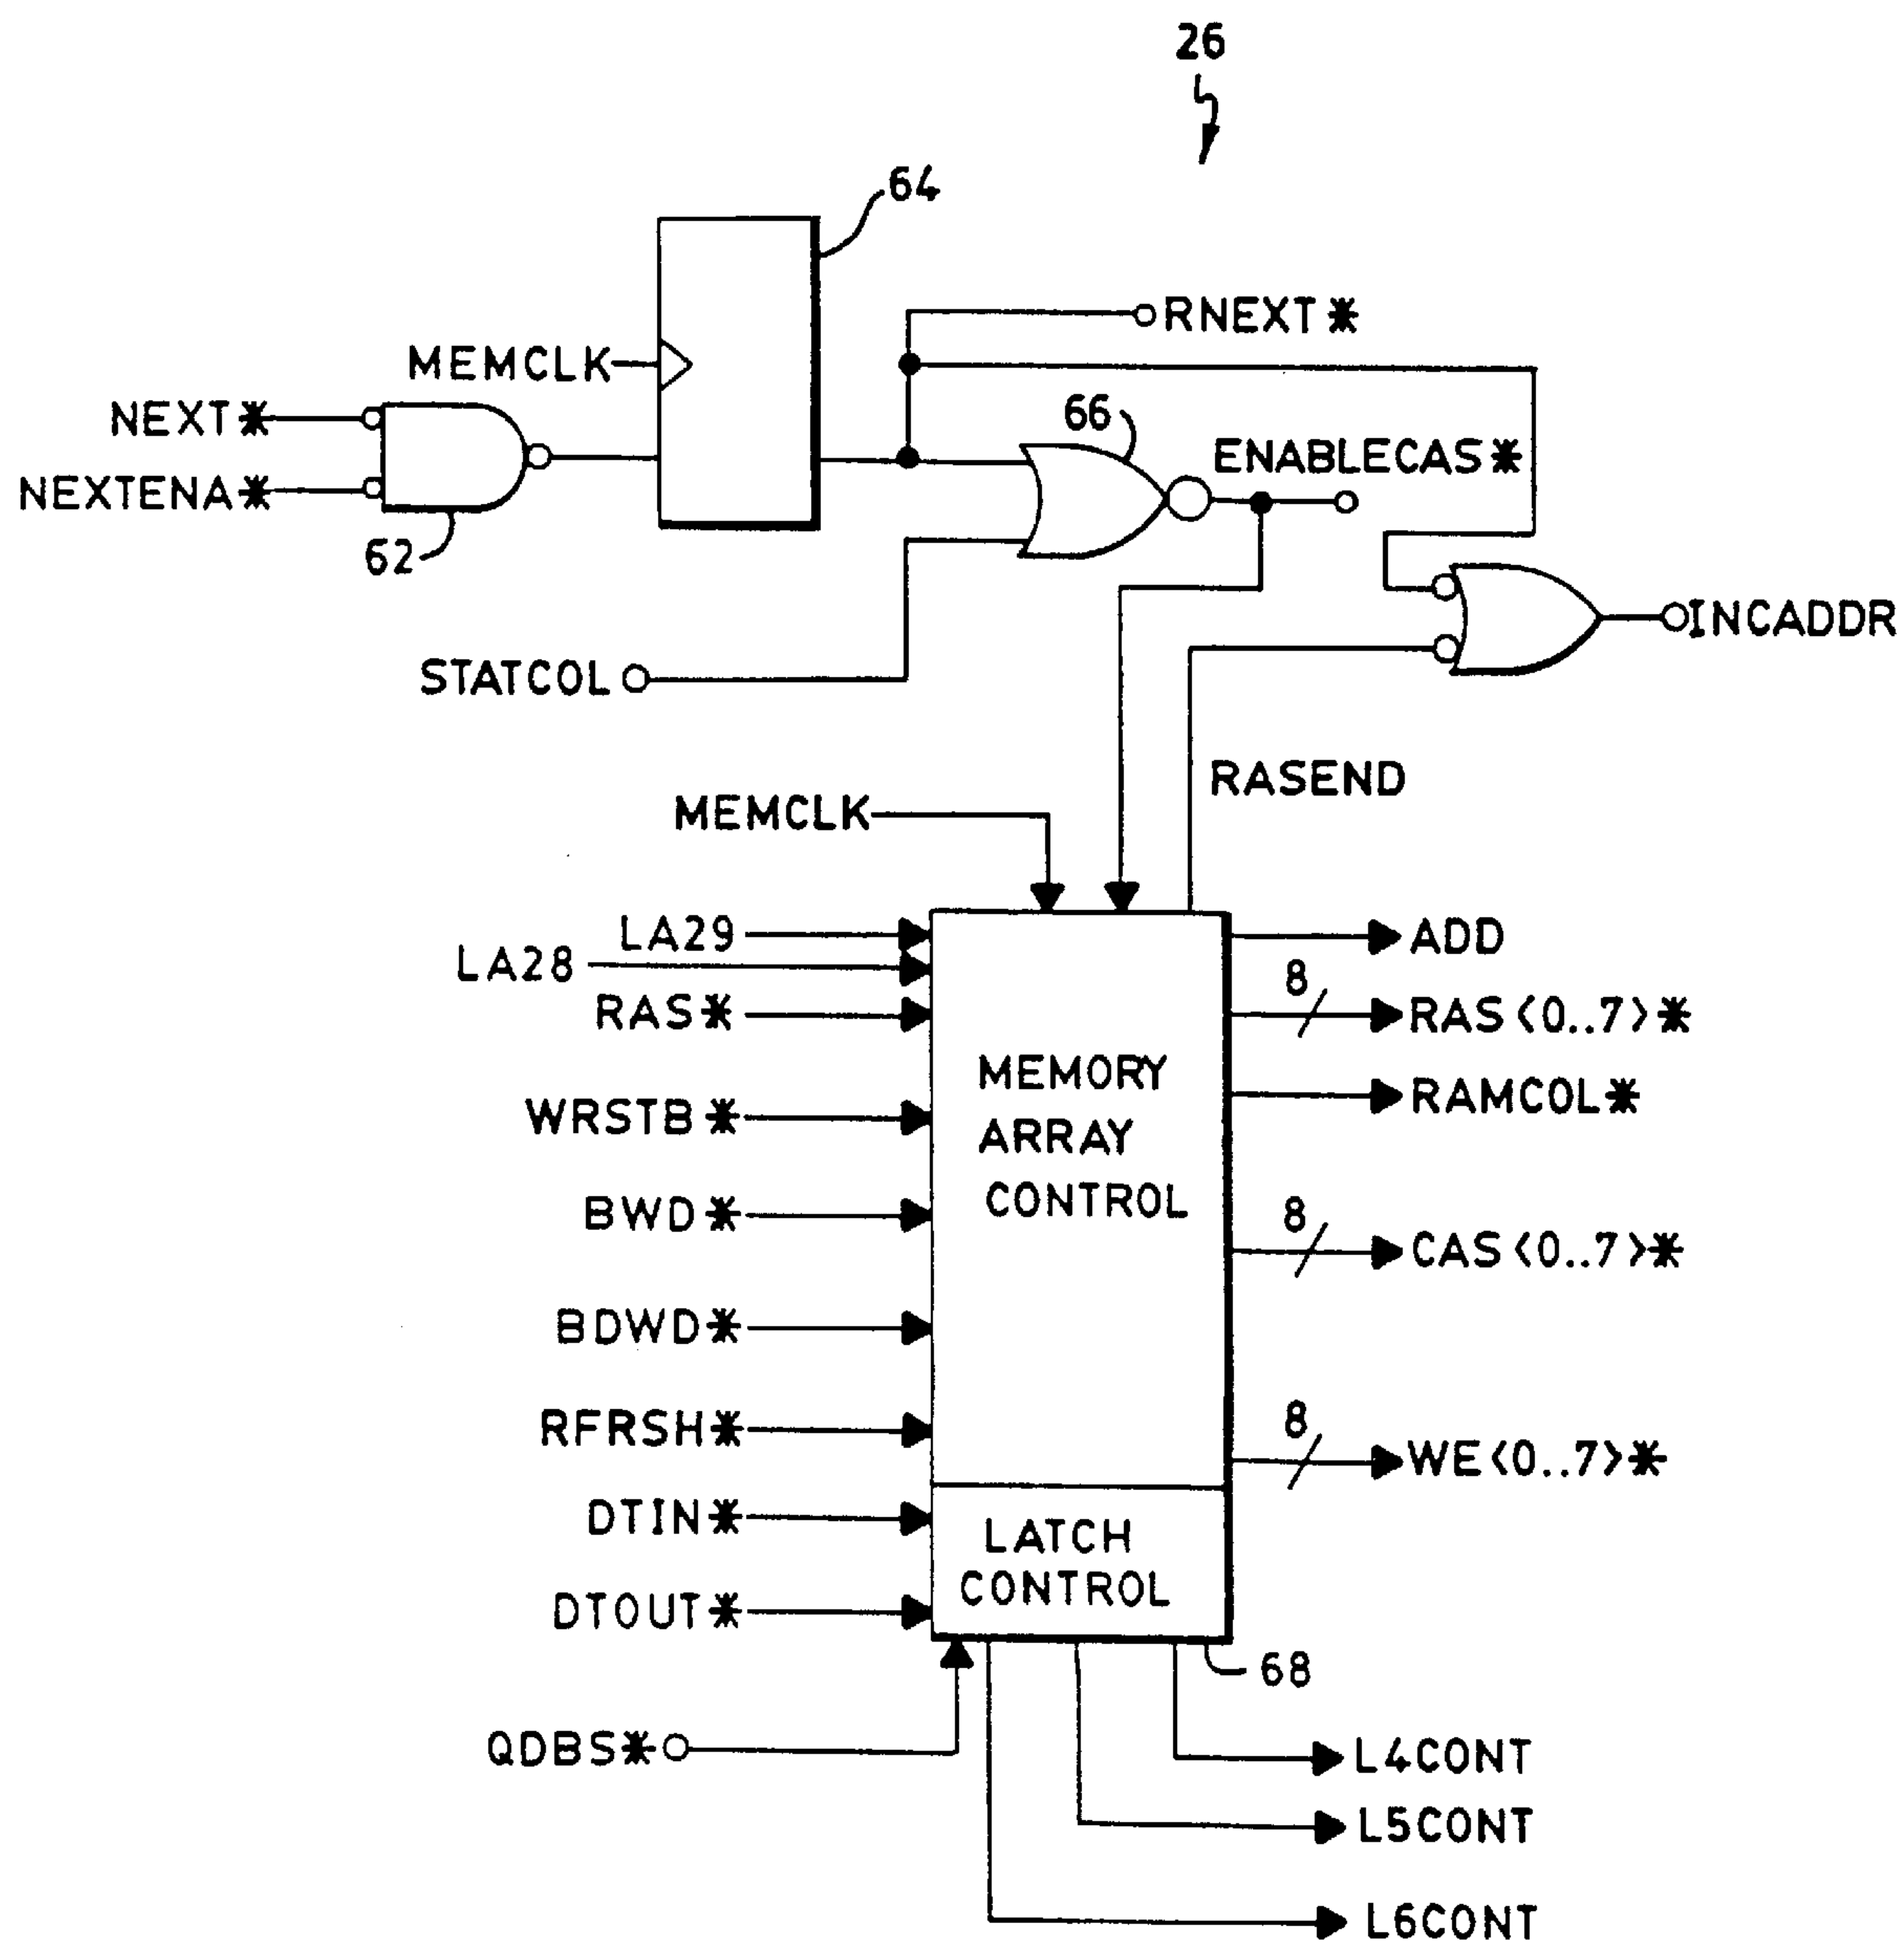 26
64
RNEXT*
MEMCLK
66
NEXT*
ENABLECAS*
NEXTENA*
62
INCADDR
STATCOL
RASEND
MEMCLK
LA29
ADD
LA28
8
RAS*
RAS<0..7>*
MEMORY
ARRAY
CONTROL
RAMCOL*
WRSTB*
BWD*
8
CAS<0..7>*
BDWD*
RFRSH*
8
WE<0..7>*
DTIN*
LATCH
CONTROL
DTOUT*
68
QDBS*
L4CONT
L5CONT
L6CONT